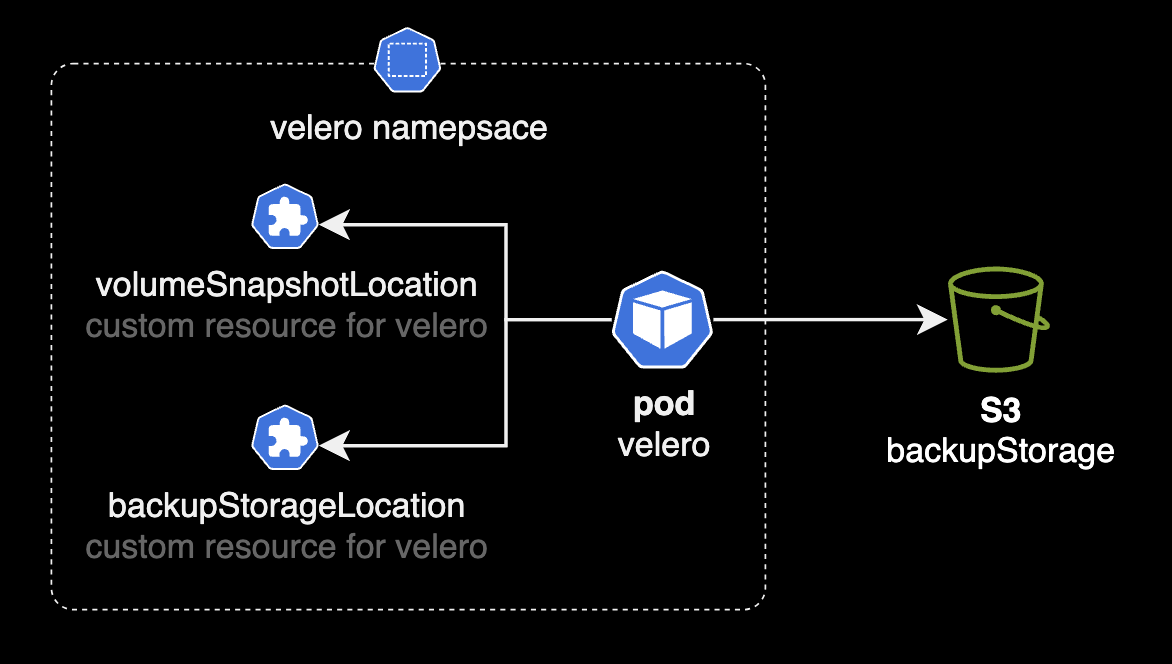 velero namepsace
volumeSnapshotLocation
custom resource for velero
pod
velero
S3
backupStorage
backupStorageLocation
custom resource for velero